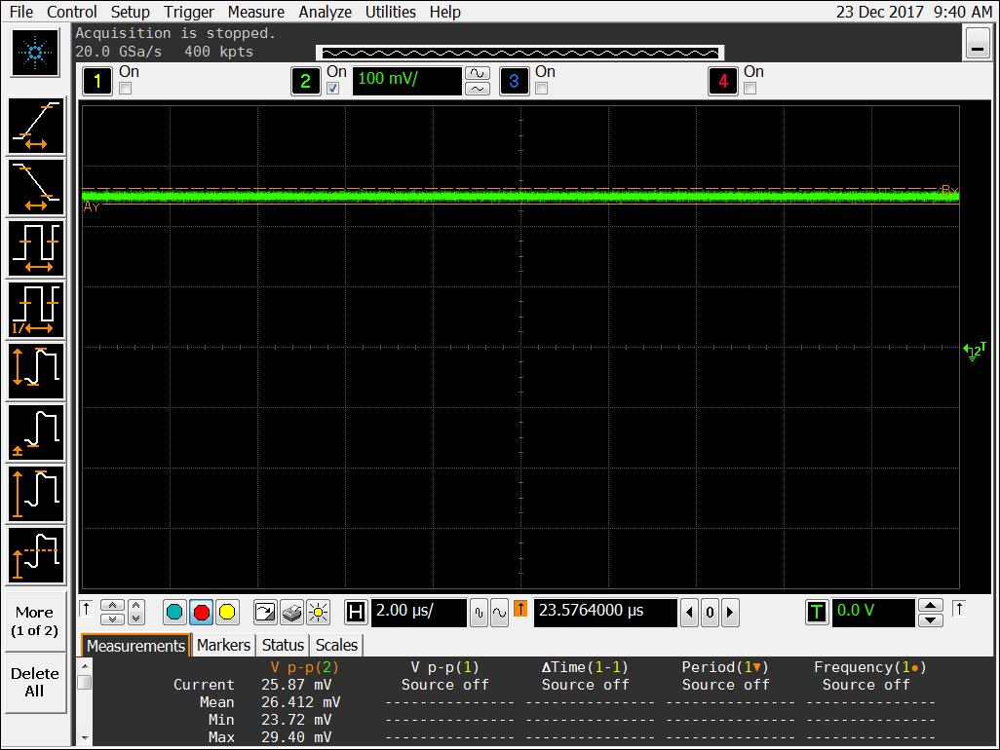 File Control Setup Trigger Measure Analyze Utilities Help 23 Dec 2017 9:40 AM
Acquisition is stopped.
20.0 GSa/s 400 kpts
1 On 2 On 100 mV/ 3 On 4 On
Bx
Ay
2T
1/
More
(1 of 2)
Delete
All
H 2.00 µs/ 23.5764000 µs 0 T 0.0 V
Measurements Markers Status Scales
V p-p(2) V p-p(1) ΔTime(1-1) Period(1▼) Frequency(1●)
Current 25.87 mV Source off Source off Source off Source off
Mean 26.412 mV --------------- --------------- --------------- ---------------
Min 23.72 mV --------------- --------------- --------------- ---------------
Max 29.40 mV --------------- --------------- --------------- ---------------